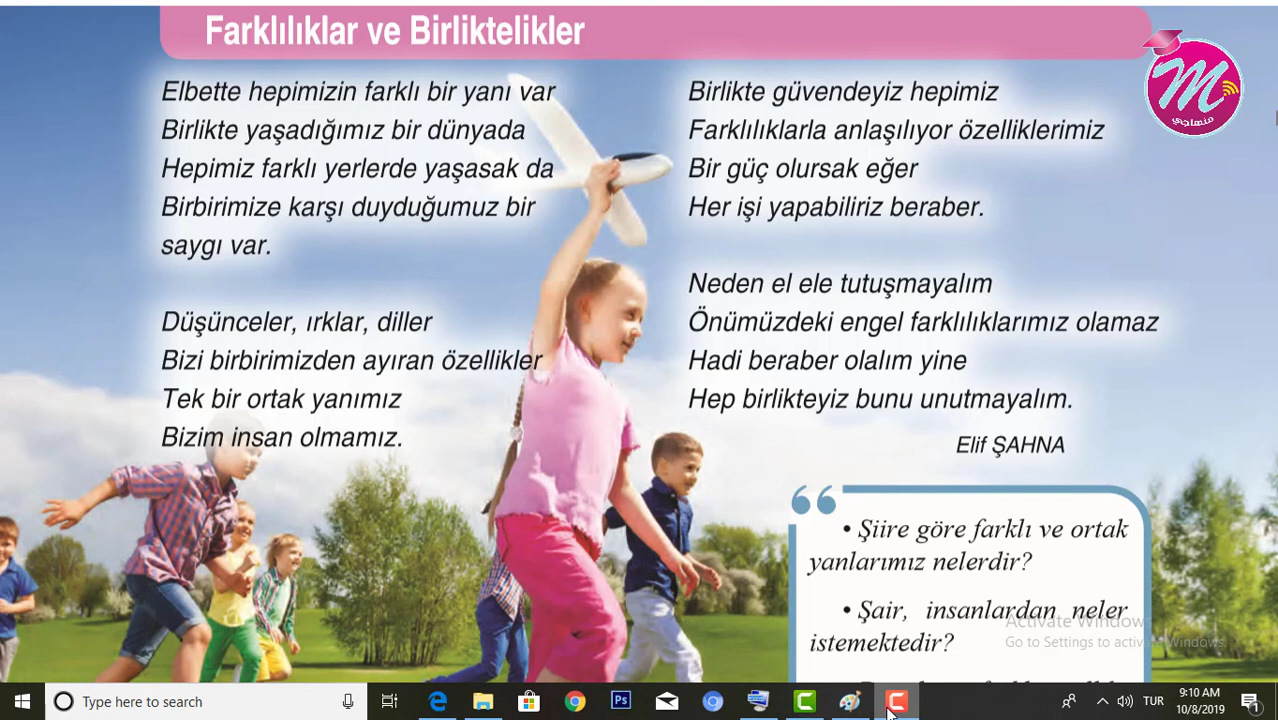 Farklılıklar ve Birliktelikler
Elbette hepimizin farklı bir yanı var
Birlikte yaşadığımız bir dünyada
Hepimiz farklı yerlerde yaşasak da
Birbirimize karşı duyduğumuz bir
saygı var.
Düşünceler, ırklar, diller
Bizi birbirimizden ayıran özellikler
Tek bir ortak yanımız
Bizim insan olmamız.
Birlikte güvendeyiz hepimiz
Farklılıklarla anlaşılıyor özelliklerimiz
Bir güç olursak eğer
Her işi yapabiliriz beraber.
Neden el ele tutuşmayalım
Önümüzdeki engel farklılıklarımız olamaz
Hadi beraber olalım yine
Hep birlikteyiz bunu unutmayalım.
Elif ŞAHNA
• Şiire göre farklı ve ortak
yanlarımız nelerdir?
• Şair, insanlardan neler
istemektedir?
Activate Windows
Go to Settings to activate Windows.
M
منهاجي
Type here to search
Ps
TUR
9:10 AM
10/8/2019
1